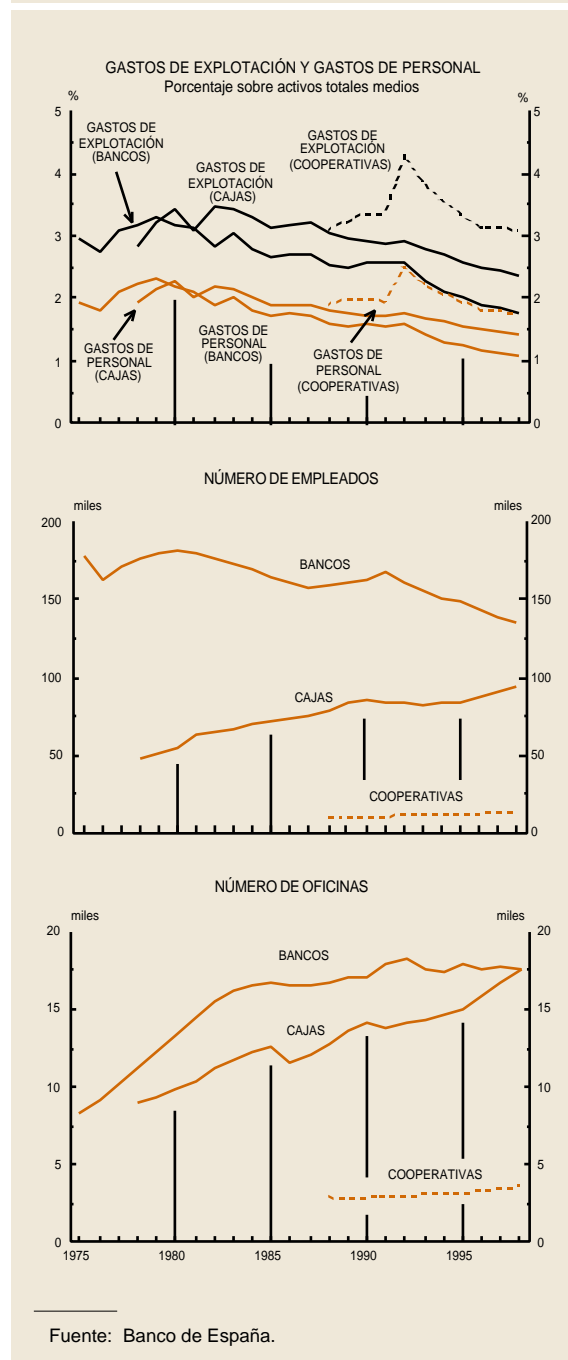 GASTOS DE EXPLOTACIÓN Y GASTOS DE PERSONAL
Porcentaje sobre activos totales medios
%
%
5
4
3
2
1
0
5
4
3
2
1
0
GASTOS DE
EXPLOTACIÓN
(BANCOS)
GASTOS DE
EXPLOTACIÓN
(CAJAS)
GASTOS DE
EXPLOTACIÓN
(COOPERATIVAS)
GASTOS DE
PERSONAL
(CAJAS)
GASTOS DE
PERSONAL
(BANCOS)
GASTOS DE
PERSONAL
(COOPERATIVAS)
NÚMERO DE EMPLEADOS
miles
miles
200
150
100
50
0
200
150
100
50
0
BANCOS
CAJAS
COOPERATIVAS
NÚMERO DE OFICINAS
miles
miles
20
15
10
5
0
20
15
10
5
0
BANCOS
CAJAS
COOPERATIVAS
1975
1980
1985
1990
1995
Fuente: Banco de España.